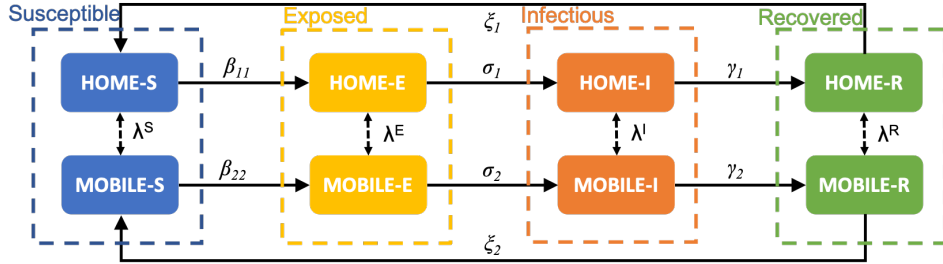 Susceptible
Exposed
Infectious
Recovered
ξ1
HOME-S
β11
HOME-E
σ1
HOME-I
γ1
HOME-R
λS
λE
λI
λR
MOBILE-S
β22
MOBILE-E
σ2
MOBILE-I
γ2
MOBILE-R
ξ2